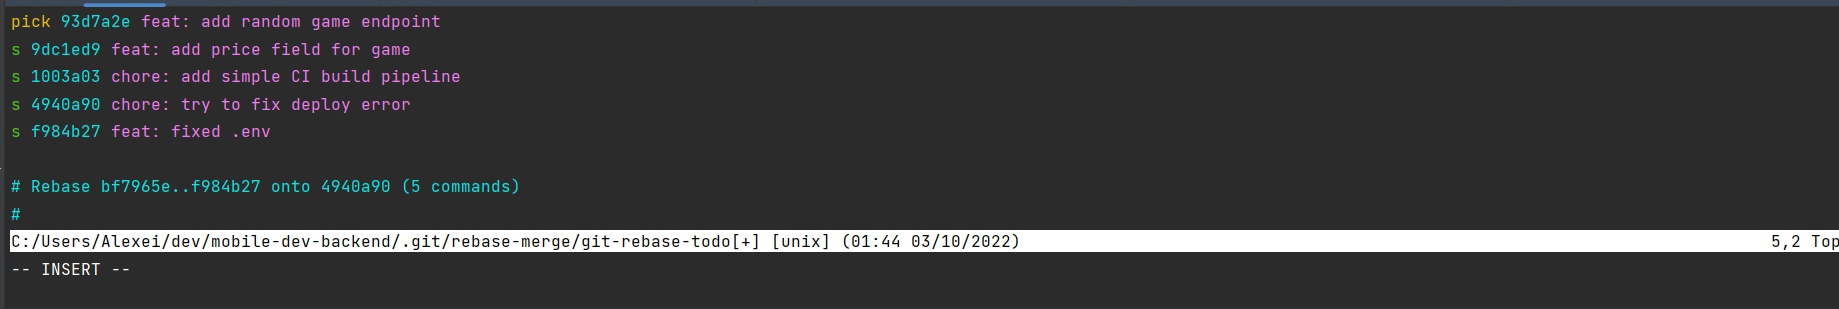 pick 93d7a2e feat: add random game endpoint
s 9dc1ed9 feat: add price field for game
s 1003a03 chore: add simple CI build pipeline
s 4940a90 chore: try to fix deploy error
s f984b27 feat: fixed .env
# Rebase bf7965e..f984b27 onto 4940a90 (5 commands)
#
C:/Users/Alexei/dev/mobile-dev-backend/.git/rebase-merge/git-rebase-todo[+] [unix] (01:44 03/10/2022) 5,2 Top
-- INSERT --